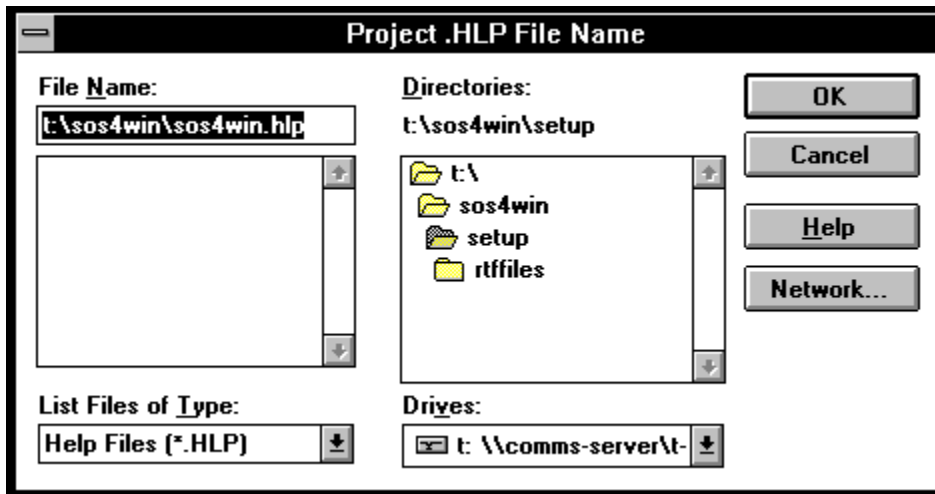 Project .HLP File Name
File Name:
t:\sos4win\sos4win.hlp
Directories:
t:\sos4win\setup
t:\
sos4win
setup
rtffiles
OK
Cancel
Help
Network...
List Files of Type:
Help Files (*.HLP)
Drives:
t: \\comms-server\t-